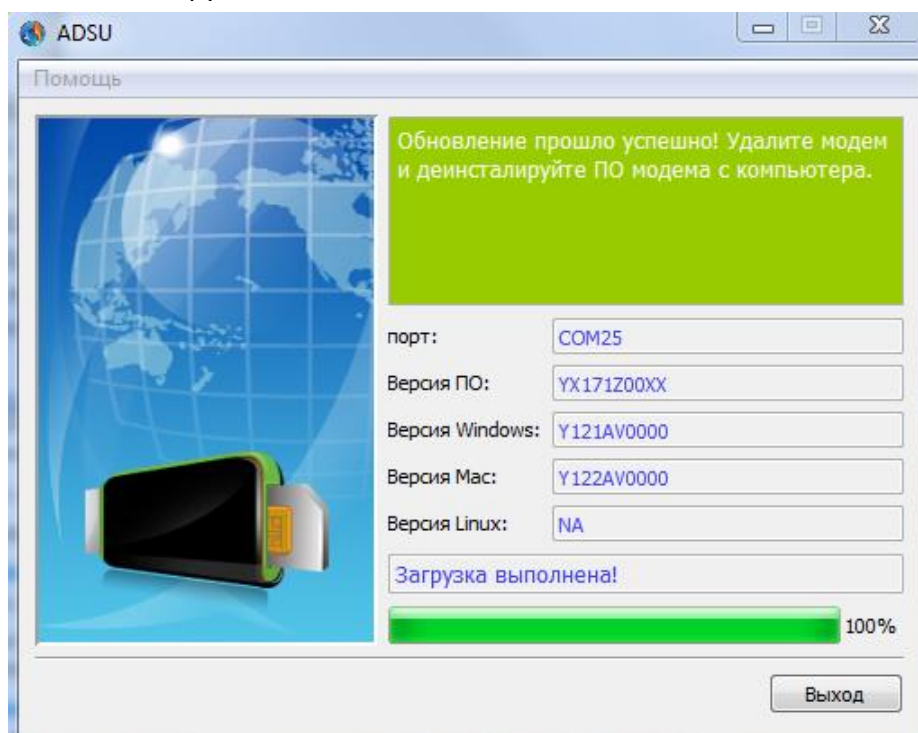 ADSU
Помощь
Обновление прошло успешно! Удалите модем
и деинсталируйте ПО модема с компьютера.
порт: COM25
Версия ПО: YX171Z00XX
Версия Windows: Y121AV0000
Версия Mac: Y122AV0000
Версия Linux: NA
Загрузка выполнена!
100%
Выход